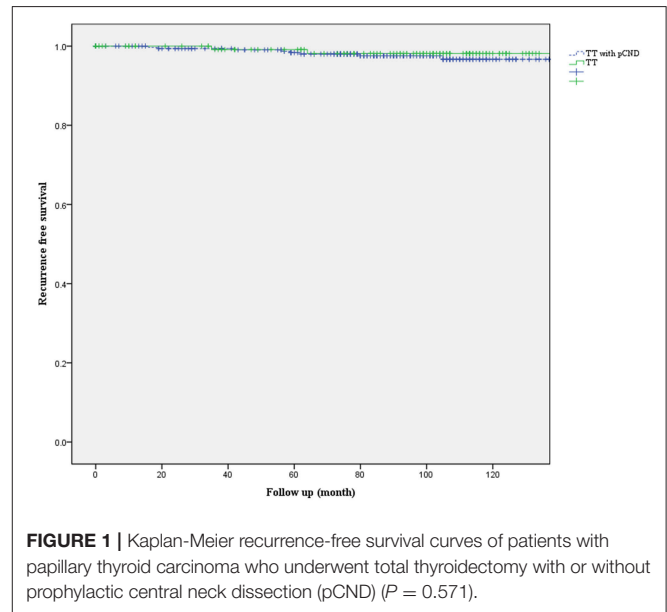 1.0
0.8
0.6
0.4
0.2
0.0
Recurrence free survival
0 20 40 60 80 100 120
Follow up (month)
TT with pCND
TT
FIGURE 1 | Kaplan-Meier recurrence-free survival curves of patients with
papillary thyroid carcinoma who underwent total thyroidectomy with or without
prophylactic central neck dissection (pCND) (P = 0.571).